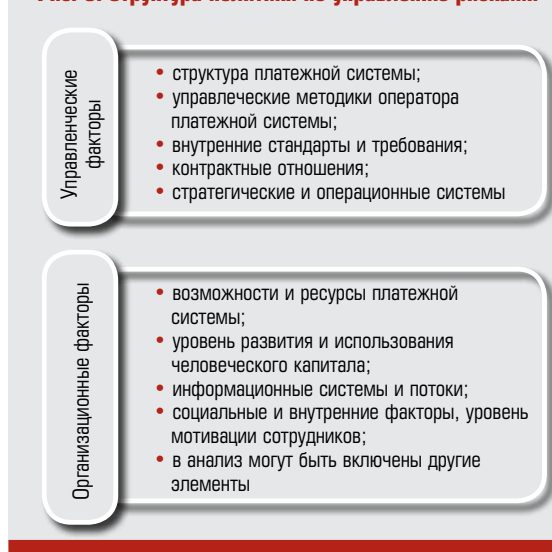 Управленческие
факторы
• структура платежной системы;
• управлеческие методики оператора
платежной системы;
• внутренние стандарты и требования;
• контрактные отношения;
• стратегические и операционные системы
Организационные факторы
• возможности и ресурсы платежной
системы;
• уровень развития и использования
человеческого капитала;
• информационные системы и потоки;
• социальные и внутренние факторы, уровень
мотивации сотрудников;
• в анализ могут быть включены другие
элементы